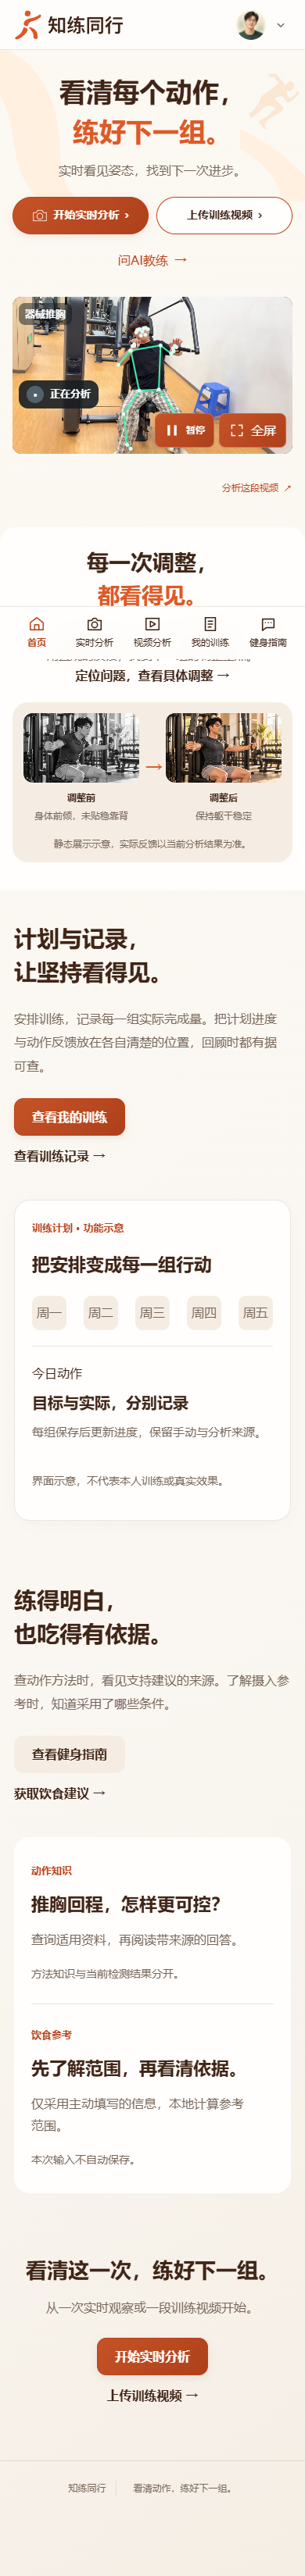 知练同行
看清每个动作，
练好下一组。
实时看见姿态，找到下一次进步。
开始实时分析 ›
上传训练视频 ›
问AI教练 →
器械推胸
正在分析
暂停
全屏
分析这段视频 ↗
每一次调整，
都看得见。
首页
实时分析
视频分析
我的训练
健身指南
定位问题，查看具体调整 →
→
调整前
调整后
身体前倾，未贴稳靠背
保持躯干稳定
静态展示示意，实际反馈以当前分析结果为准。
计划与记录，
让坚持看得见。
安排训练，记录每一组实际完成量。把计划进度
与动作反馈放在各自清楚的位置，回顾时都有据
可查。
查看我的训练
查看训练记录 →
训练计划 • 功能示意
把安排变成每一组行动
周一
周二
周三
周四
周五
今日动作
目标与实际，分别记录
每组保存后更新进度，保留手动与分析来源。
界面示意，不代表本人训练或真实效果。
练得明白，
也吃得有依据。
查动作方法时，看见支持建议的来源。了解摄入参
考时，知道采用了哪些条件。
查看健身指南
获取饮食建议 →
动作知识
推胸回程，怎样更可控？
查询适用资料，再阅读带来源的回答。
方法知识与当前检测结果分开。
饮食参考
先了解范围，再看清依据。
仅采用主动填写的信息，本地计算参考
范围。
本次输入不自动保存。
看清这一次，练好下一组。
从一次实时观察或一段训练视频开始。
开始实时分析
上传训练视频 →
知练同行
看清动作，练好下一组。